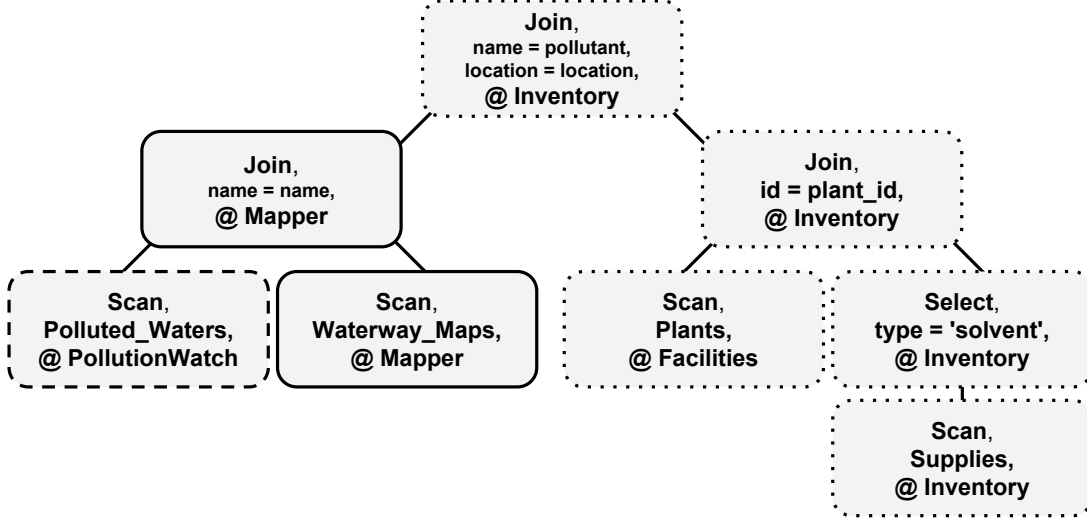 Join,
name = pollutant,
location = location,
@ Inventory
Join,
name = name,
@ Mapper
Join,
id = plant_id,
@ Inventory
Scan,
Polluted_Waters,
@ PollutionWatch
Scan,
Waterway_Maps,
@ Mapper
Scan,
Plants,
@ Facilities
Select,
type = 'solvent',
@ Inventory
Scan,
Supplies,
@ Inventory